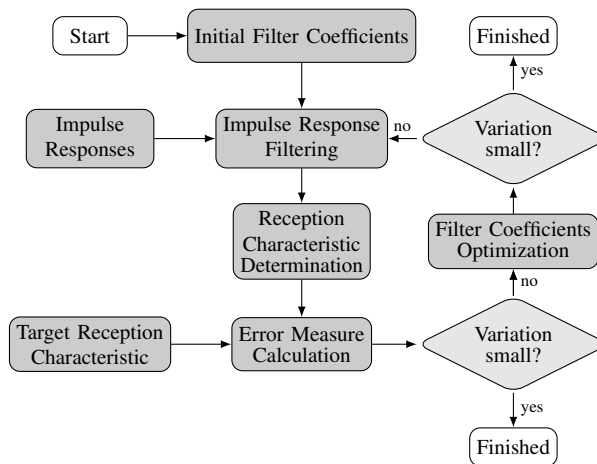 Start
Initial Filter Coefficients
Finished
yes
Impulse
Responses
Impulse Response
Filtering
no
Variation
small?
Reception
Characteristic
Determination
Filter Coefficients
Optimization
no
Target Reception
Characteristic
Error Measure
Calculation
Variation
small?
yes
Finished